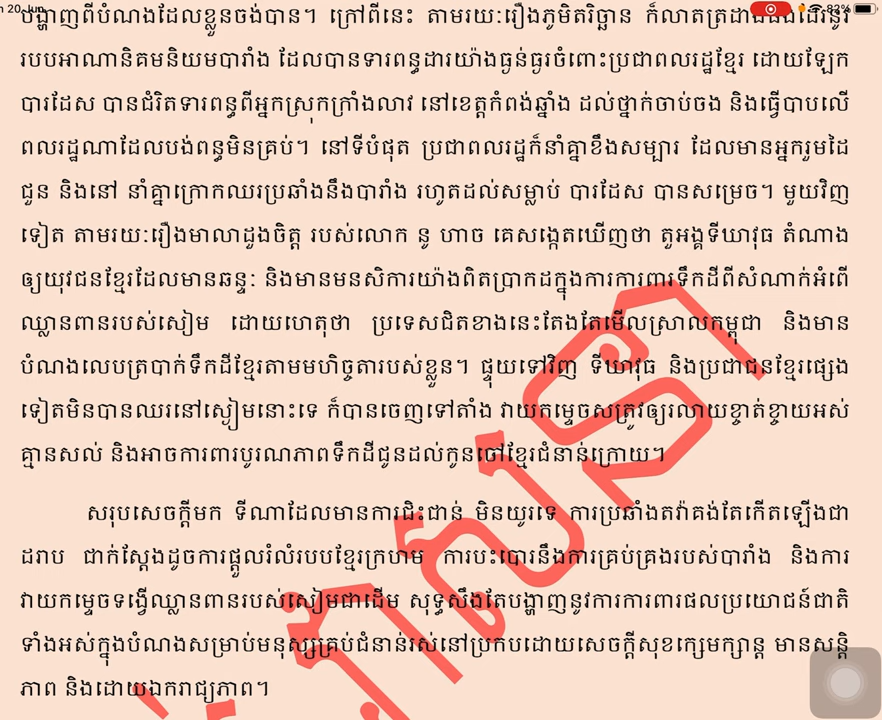 20 Jun
82%
បង្ហាញពីបំណងដែលខ្លួនចង់បាន។ ក្រៅពីនេះ តាមរយៈរឿងភូមិតិរច្ឆាន ក៏លាតត្រដាង
របបអាណានិគមនិយមបារាំង ដែលបានទារពន្ធដារយ៉ាងធ្ងន់ធ្ងរចំពោះប្រជាពលរដ្ឋខ្មែរ ដោយឡែក
បារដែស បានជំរិតទារពន្ធពីអ្នកស្រុកក្រាំងលាវ នៅខេត្តកំពង់ឆ្នាំង ដល់ថ្នាក់ចាប់ចង និងធ្វើបាបលើ
ពលរដ្ឋណាដែលបង់ពន្ធមិនគ្រប់។ នៅទីបំផុត ប្រជាពលរដ្ឋក៏នាំគ្នាខឹងសម្បារ ដែលមានអ្នករួមដៃ
ជួន និងនៅ នាំគ្នាក្រោកឈរប្រឆាំងនឹងបារាំង រហូតដល់សម្លាប់ បារដែស បានសម្រេច។ មួយវិញ
ទៀត តាមរយៈរឿងមាលាដួងចិត្ត របស់លោក នូ ហាច គេសង្កេតឃើញថា តួអង្គទីឃាវុធ តំណាង
ឲ្យយុវជនខ្មែរដែលមានឆន្ទៈ និងមានមនសិការយ៉ាងពិតប្រាកដក្នុងការការពារទឹកដីពីសំណាក់អំពើ
ឈ្លានពានរបស់សៀម ដោយហេតុថា ប្រទេសជិតខាងនេះតែងតែមើលស្រាលកម្ពុជា និងមាន
បំណងលេបត្របាក់ទឹកដីខ្មែរតាមមហិច្ចតារបស់ខ្លួន។ ផ្ទុយទៅវិញ ទីឃាវុធ និងប្រជាជនខ្មែរផ្សេង
ទៀតមិនបានឈរនៅស្ងៀមនោះទេ ក៏បានចេញទៅតាំង វាយកម្ទេចសត្រូវឲ្យរលាយខ្ចាត់ខ្ចាយអស់
គ្មានសល់ និងអាចការពារបូរណភាពទឹកដីជូនដល់កូនចៅខ្មែរជំនាន់ក្រោយ។
សរុបសេចក្តីមក ទីណាដែលមានការជិះជាន់ មិនយូរទេ ការប្រឆាំងតវ៉ាគង់តែកើតឡើងជា
ដរាប ជាក់ស្តែងដូចការផ្តួលរំលំរបបខ្មែរក្រហម ការបះបោរនឹងការគ្រប់គ្រងរបស់បារាំង និងការ
វាយកម្ទេចទង្វើឈ្លានពានរបស់សៀមជាដើម សុទ្ធសឹងតែបង្ហាញនូវការការពារផលប្រយោជន៍ជាតិ
ទាំងអស់ក្នុងបំណងសម្រាប់មនុស្សគ្រប់ជំនាន់រស់នៅប្រកបដោយសេចក្តីសុខក្សេមក្សាន្ត មានសន្តិ
ភាព និងដោយឯករាជ្យភាព។